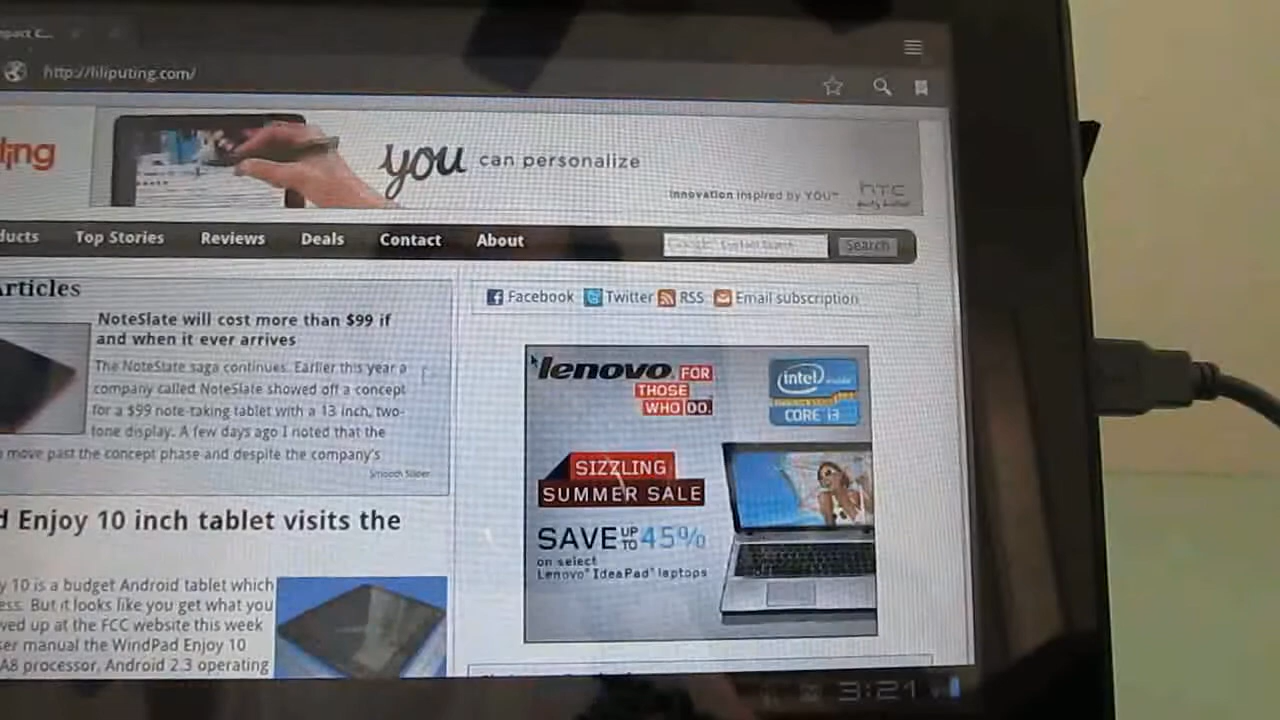 http://liliputing.com/
ting
you can personalize
innovation inspired by YOU™
htc
ducts Top Stories Reviews Deals Contact About
Search
Articles
Facebook Twitter RSS Email subscription
NoteSlate will cost more than $99 if
and when it ever arrives
The NoteSlate saga continues. Earlier this year a
company called NoteSlate showed off a concept
for a $99 note-taking tablet with a 13 inch, two-
tone display. A few days ago I noted that the
move past the concept phase and despite the company's
Smooth Slider
d Enjoy 10 inch tablet visits the
y 10 is a budget Android tablet which
ess. But it looks like you get what you
wed up at the FCC website this week
ser manual the WindPad Enjoy 10
A8 processor, Android 2.3 operating
lenovo FOR
THOSE
WHO DO.
intel inside
CORE i3
SIZZLING
SUMMER SALE
SAVE UP TO 45%
on select
Lenovo® IdeaPad® laptops
3:21